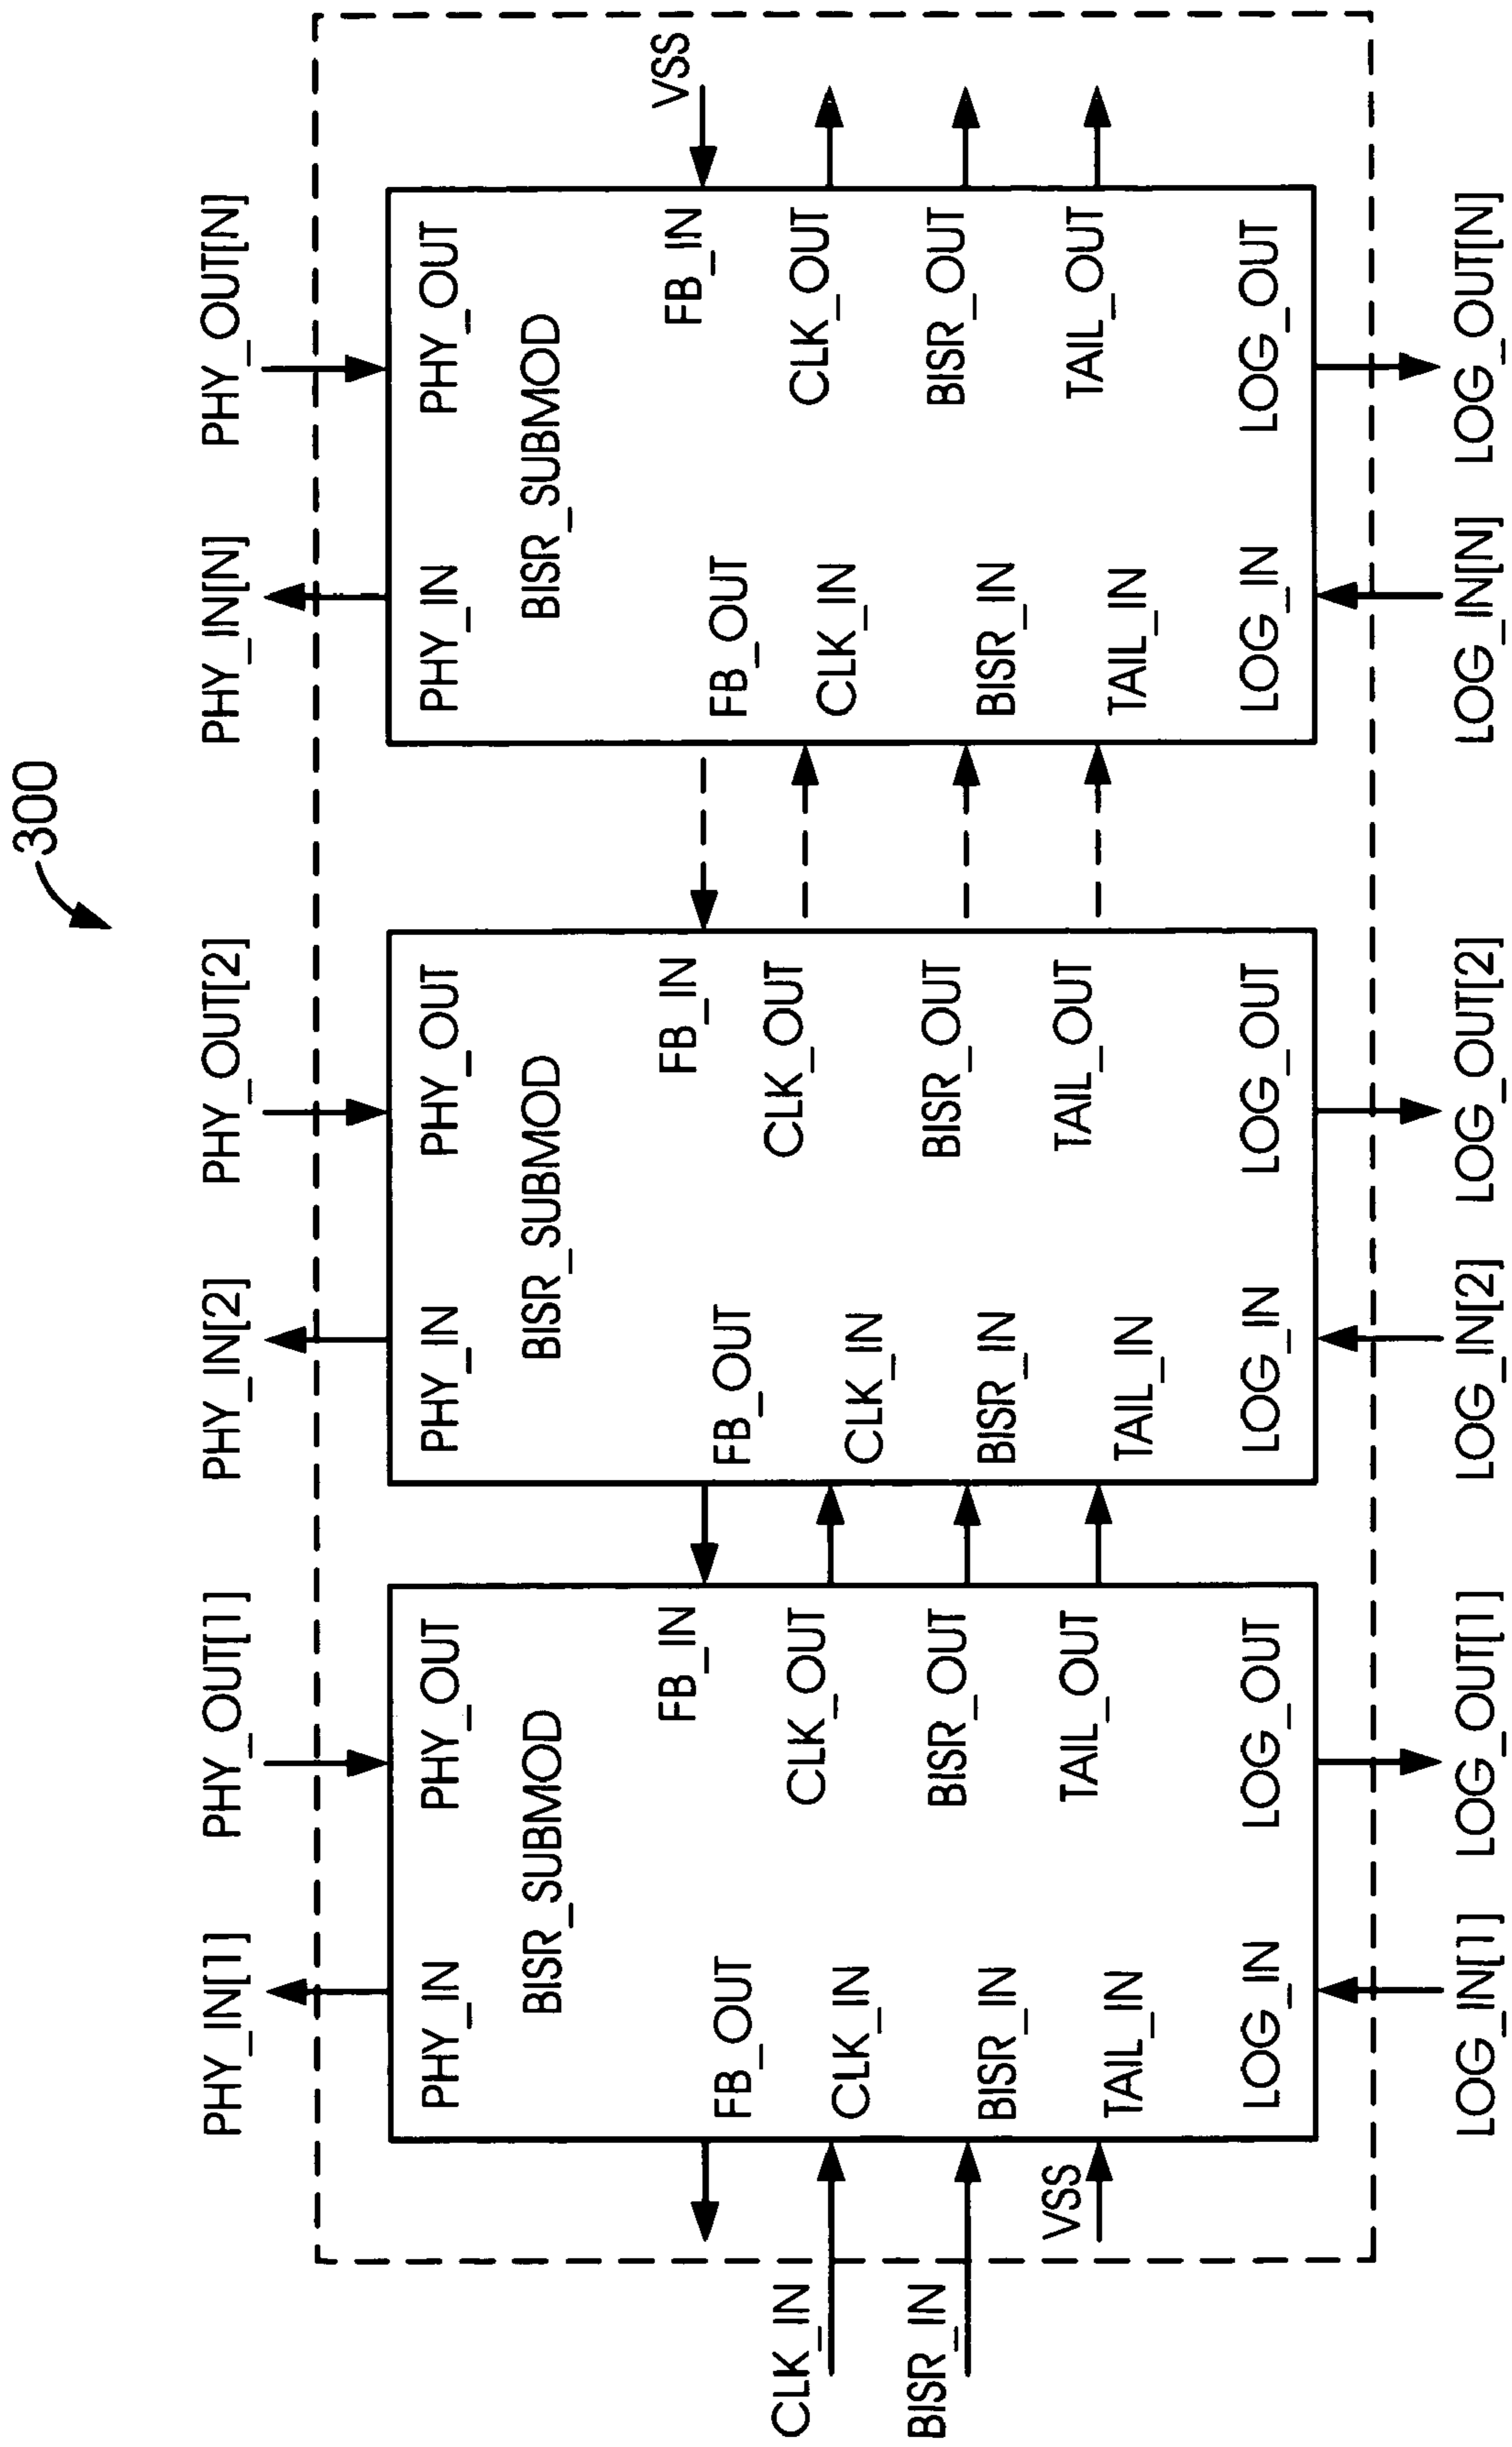 300
PHY_IN[1]
PHY_OUT[1]
PHY_IN[2]
PHY_OUT[2]
PHY_IN[N]
PHY_OUT[N]
PHY_IN
PHY_OUT
BISR_SUBMOD
FB_OUT
FB_IN
CLK_IN
CLK_OUT
BISR_IN
BISR_OUT
TAIL_IN
TAIL_OUT
LOG_IN
LOG_OUT
PHY_IN
PHY_OUT
BISR_SUBMOD
FB_OUT
FB_IN
CLK_IN
CLK_OUT
BISR_IN
BISR_OUT
TAIL_IN
TAIL_OUT
LOG_IN
LOG_OUT
PHY_IN
PHY_OUT
BISR_SUBMOD
FB_OUT
FB_IN
CLK_IN
CLK_OUT
BISR_IN
BISR_OUT
TAIL_IN
TAIL_OUT
LOG_IN
LOG_OUT
VSS
CLK_IN
BISR_IN
VSS
LOG_IN[1]
LOG_OUT[1]
LOG_IN[2]
LOG_OUT[2]
LOG_IN[N]
LOG_OUT[N]